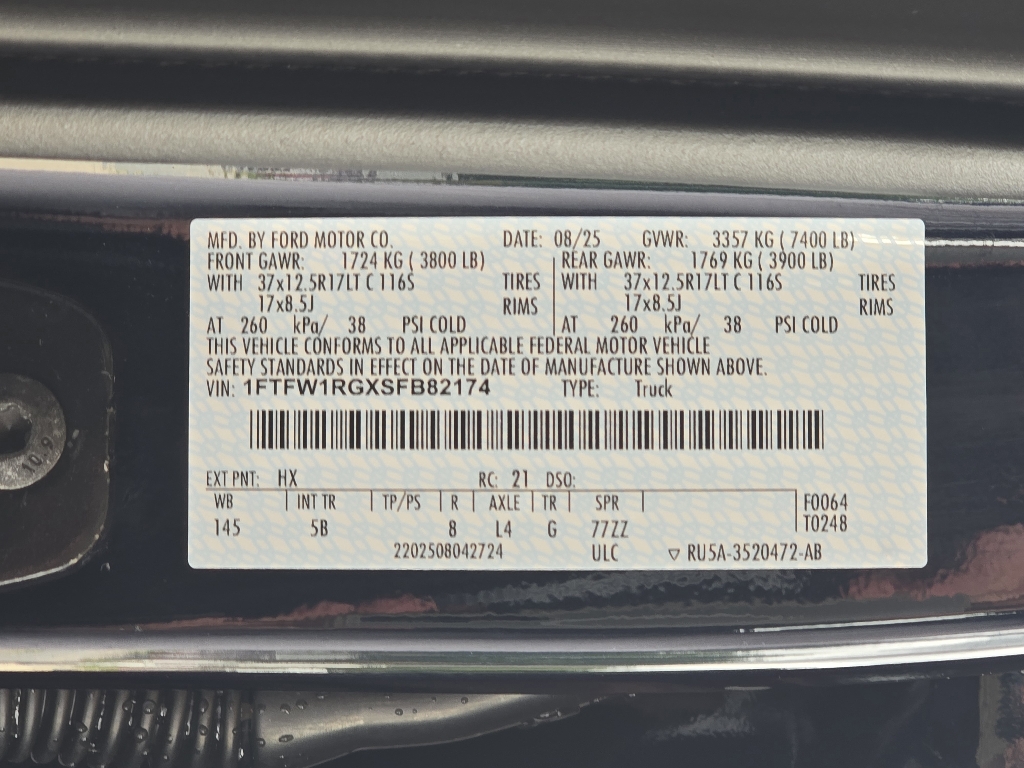 MFD. BY FORD MOTOR CO. DATE: 08/25 GVWR: 3357 KG ( 7400 LB)
FRONT GAWR: 1724 KG ( 3800 LB) REAR GAWR: 1769 KG ( 3900 LB)
WITH 37x12.5R17LT C 116S TIRES WITH 37x12.5R17LT C 116S TIRES
17x8.5J RIMS 17x8.5J RIMS
AT 260 kPa/ 38 PSI COLD AT 260 kPa/ 38 PSI COLD
THIS VEHICLE CONFORMS TO ALL APPLICABLE FEDERAL MOTOR VEHICLE
SAFETY STANDARDS IN EFFECT ON THE DATE OF MANUFACTURE SHOWN ABOVE.
VIN: 1FTFW1RGXSFB82174 TYPE: Truck
EXT PNT: HX RC: 21 DSO:
WB INT TR TP/PS R AXLE TR SPR F0064
145 5B 8 L4 G 77ZZ T0248
2202508042724 ULC ▽ RU5A-3520472-AB
10.9